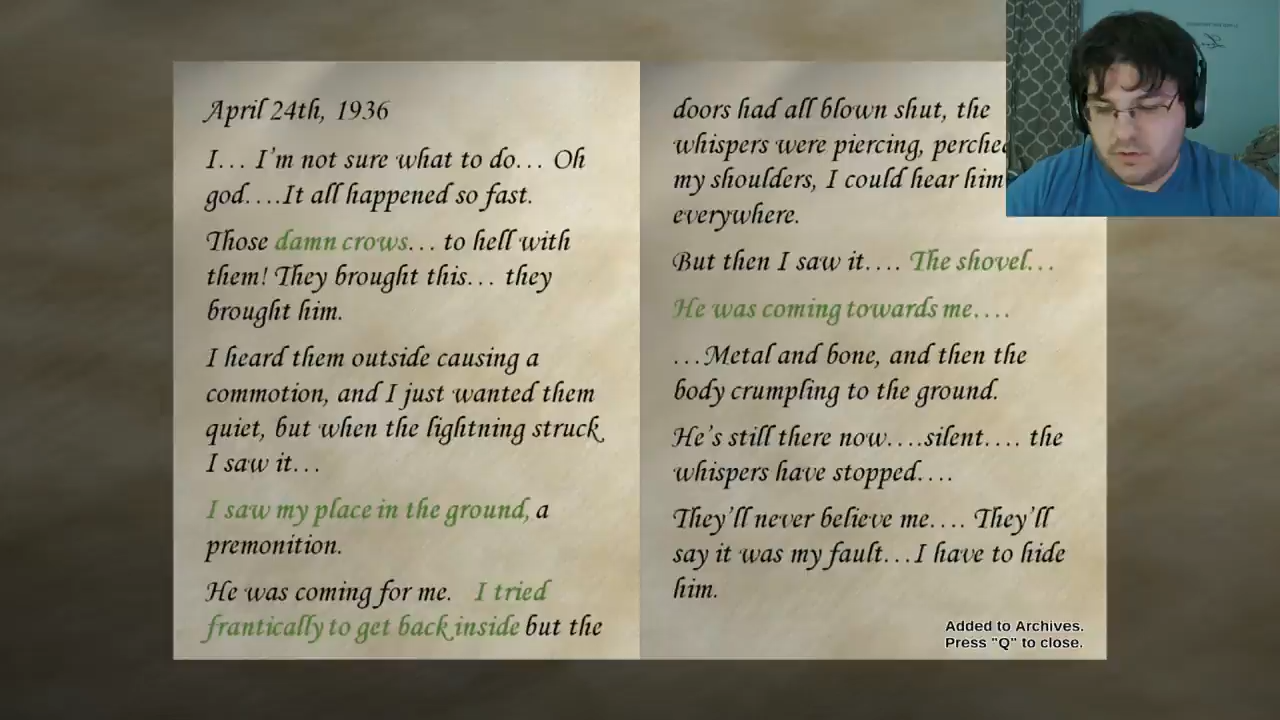 April 24th, 1936
I... I'm not sure what to do... Oh
god....It all happened so fast.
Those damn crows... to hell with
them! They brought this... they
brought him.
I heard them outside causing a
commotion, and I just wanted them
quiet, but when the lightning struck
I saw it...
I saw my place in the ground, a
premonition.
He was coming for me. I tried
frantically to get back inside but the
doors had all blown shut, the
whispers were piercing, perched
my shoulders, I could hear him
everywhere.
But then I saw it.... The shovel...
He was coming towards me....
...Metal and bone, and then the
body crumpling to the ground.
He's still there now....silent.... the
whispers have stopped....
They'll never believe me.... They'll
say it was my fault...I have to hide
him.
Added to Archives.
Press "Q" to close.